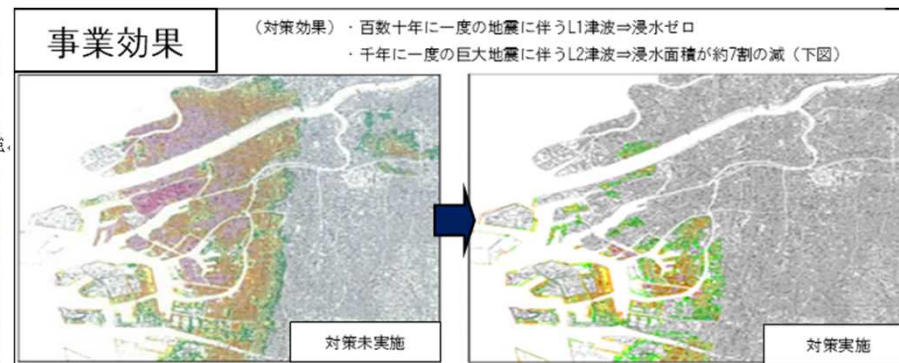 事業効果
（対策効果）・百数十年に一度の地震に伴うL1津波⇒浸水ゼロ
・千年に一度の巨大地震に伴うL2津波⇒浸水面積が約7割の減（下図）
対策未実施
対策実施